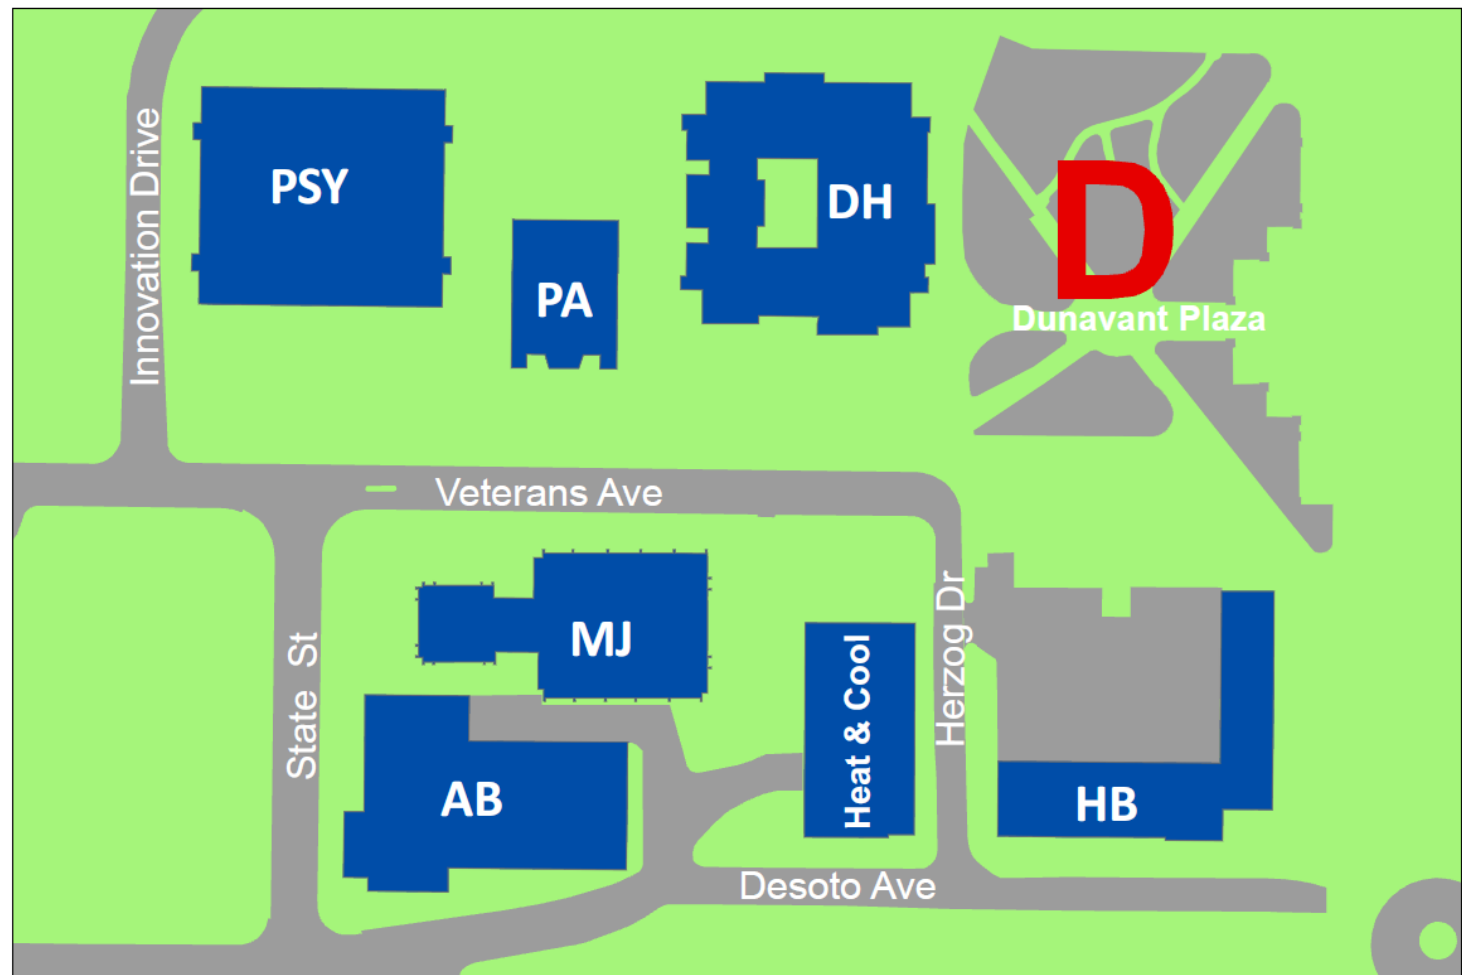 Innovation Drive
PSY
PA
DH
D
Dunavant Plaza
Veterans Ave
State St
MJ
AB
Heat & Cool
Herzog Dr
HB
Desoto Ave